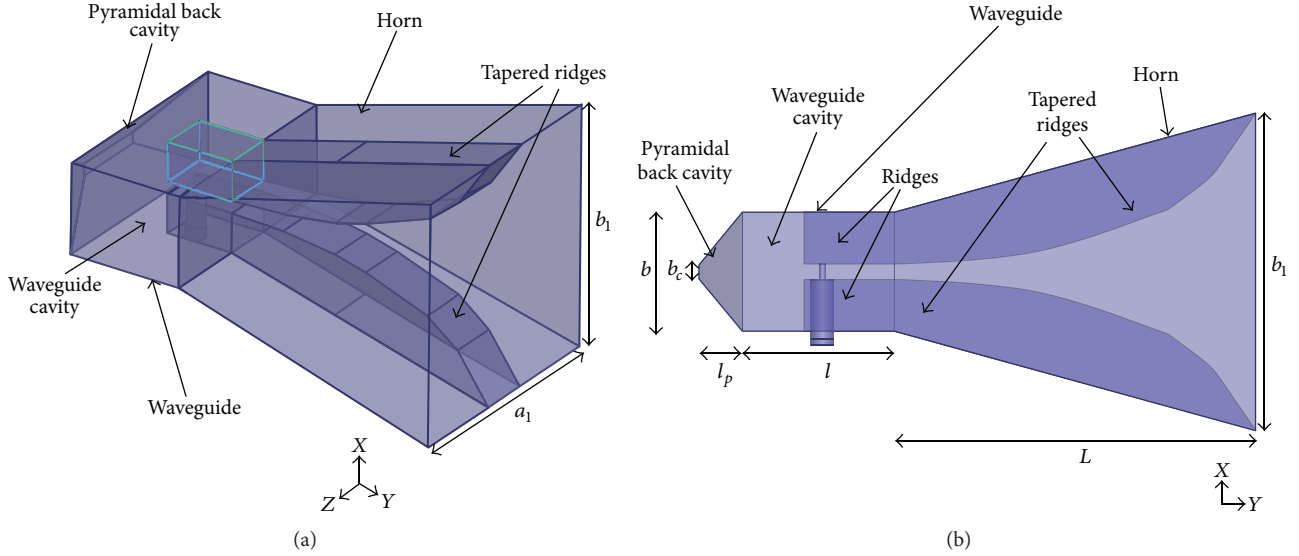 Pyramidal back
cavity
Horn
Tapered ridges
b1
Waveguide
cavity
Waveguide
a1
X
Z
Y
(a)
Waveguide
Horn
Waveguide
cavity
Tapered
ridges
Pyramidal
back cavity
Ridges
b
bc
b1
lp
l
L
X
Y
(b)